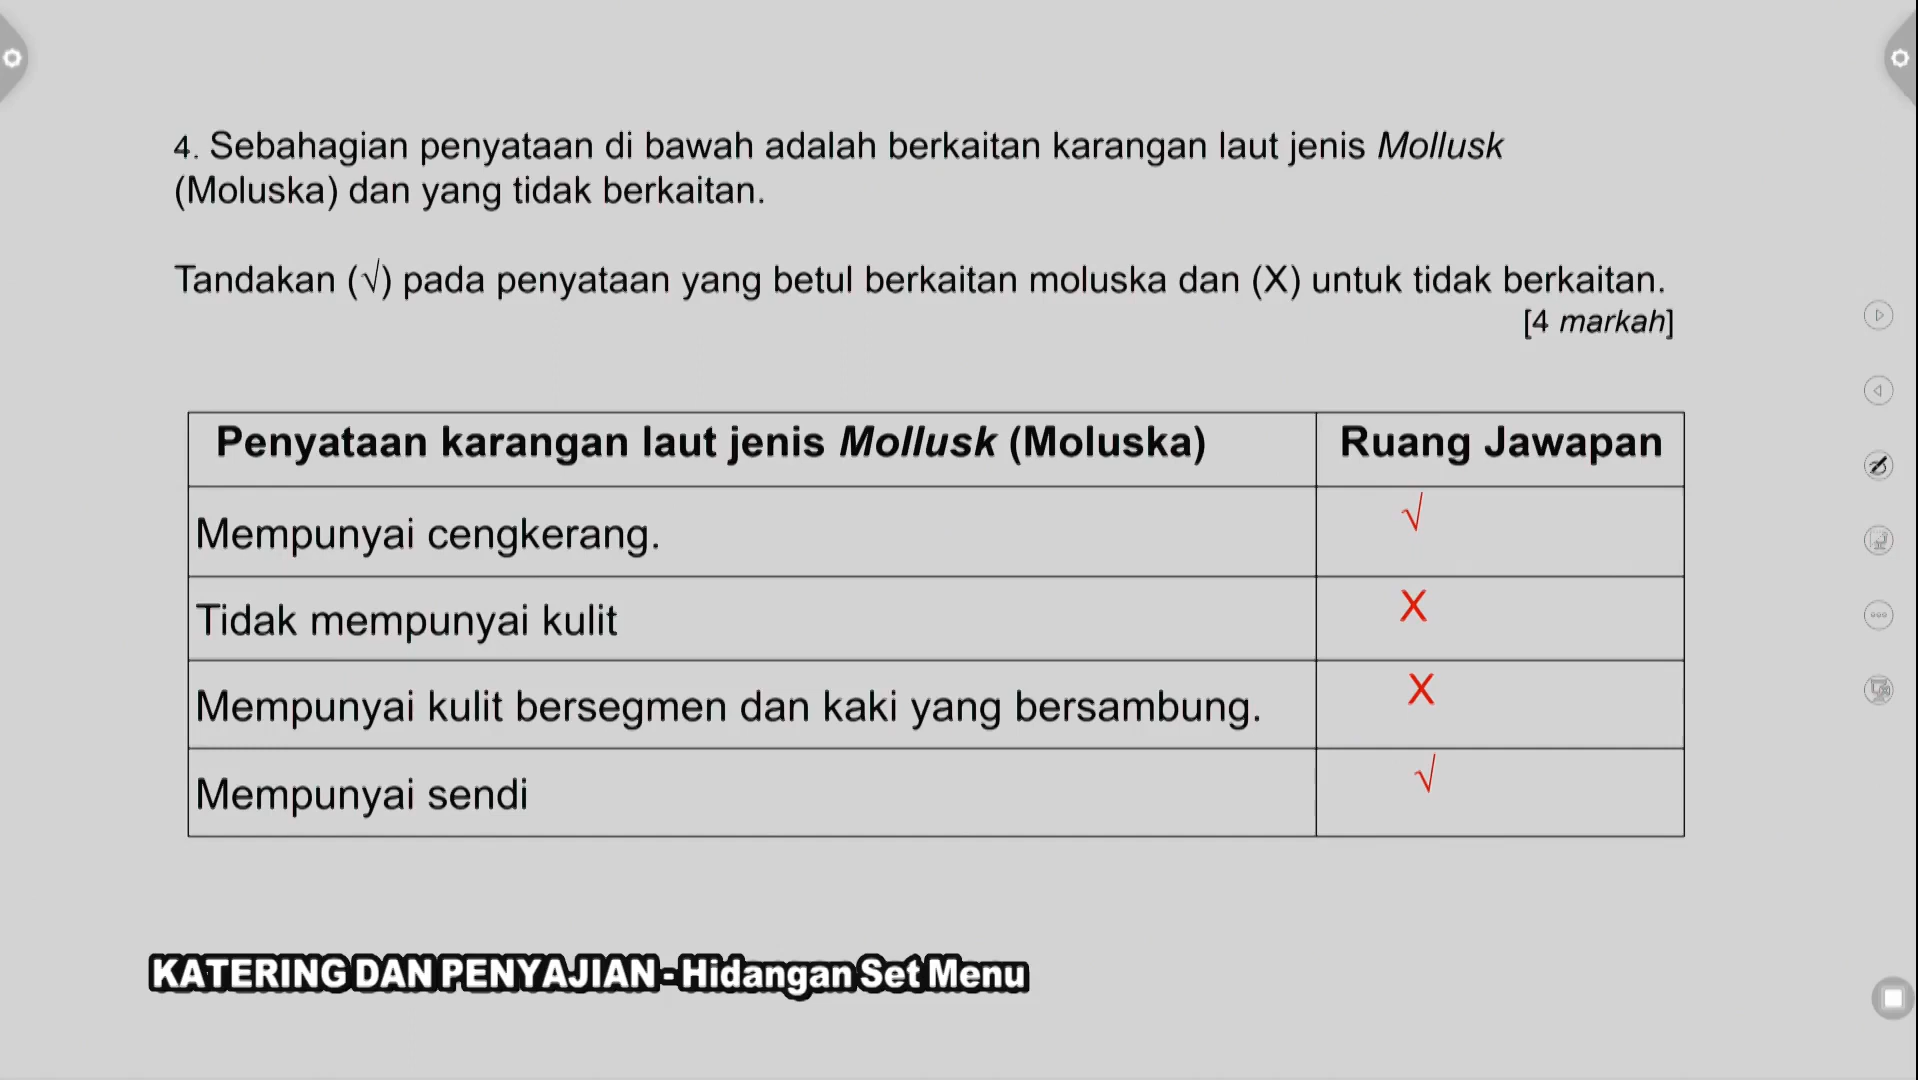 4. Sebahagian penyataan di bawah adalah berkaitan karangan laut jenis Mollusk
(Moluska) dan yang tidak berkaitan.
Tandakan (√) pada penyataan yang betul berkaitan moluska dan (X) untuk tidak berkaitan.
[4 markah]
Penyataan karangan laut jenis Mollusk (Moluska) Ruang Jawapan
Mempunyai cengkerang. √
Tidak mempunyai kulit X
Mempunyai kulit bersegmen dan kaki yang bersambung. X
Mempunyai sendi √
KATERING DAN PENYAJIAN - Hidangan Set Menu